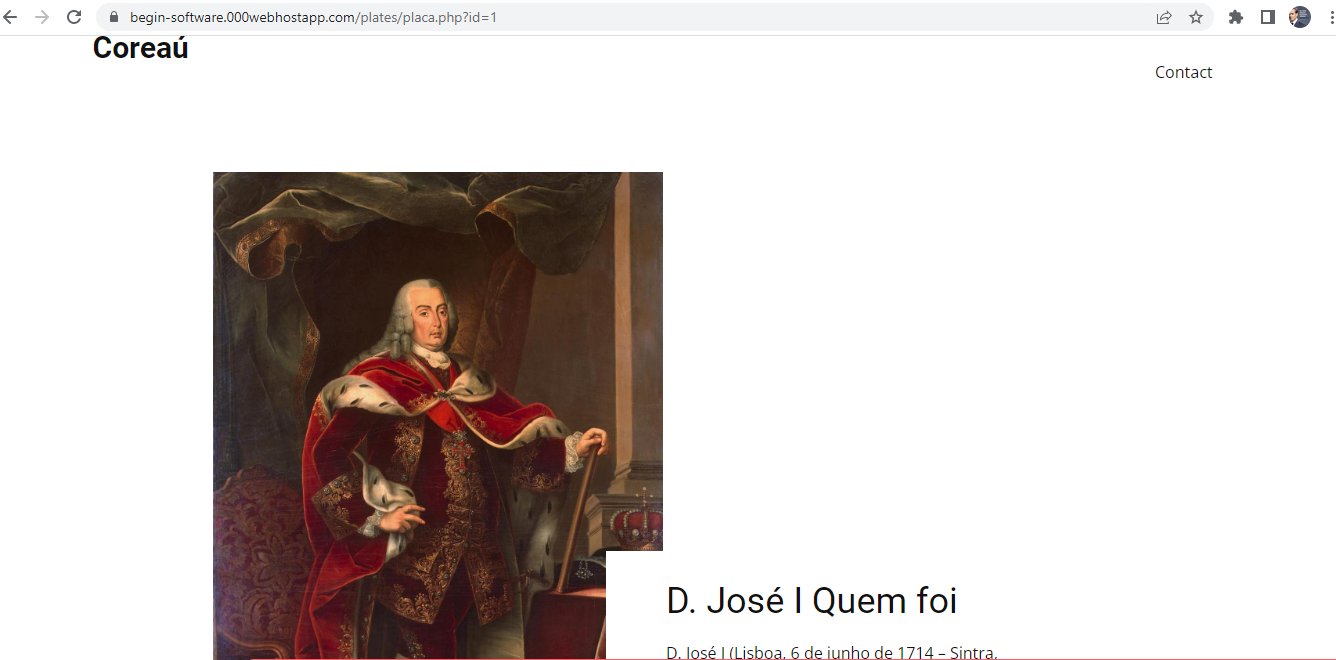 begin-software.000webhostapp.com/plates/placa.php?id=1
Coreaú
Contact
D. José I Quem foi
D. José I (Lisboa, 6 de junho de 1714 – Sintra,